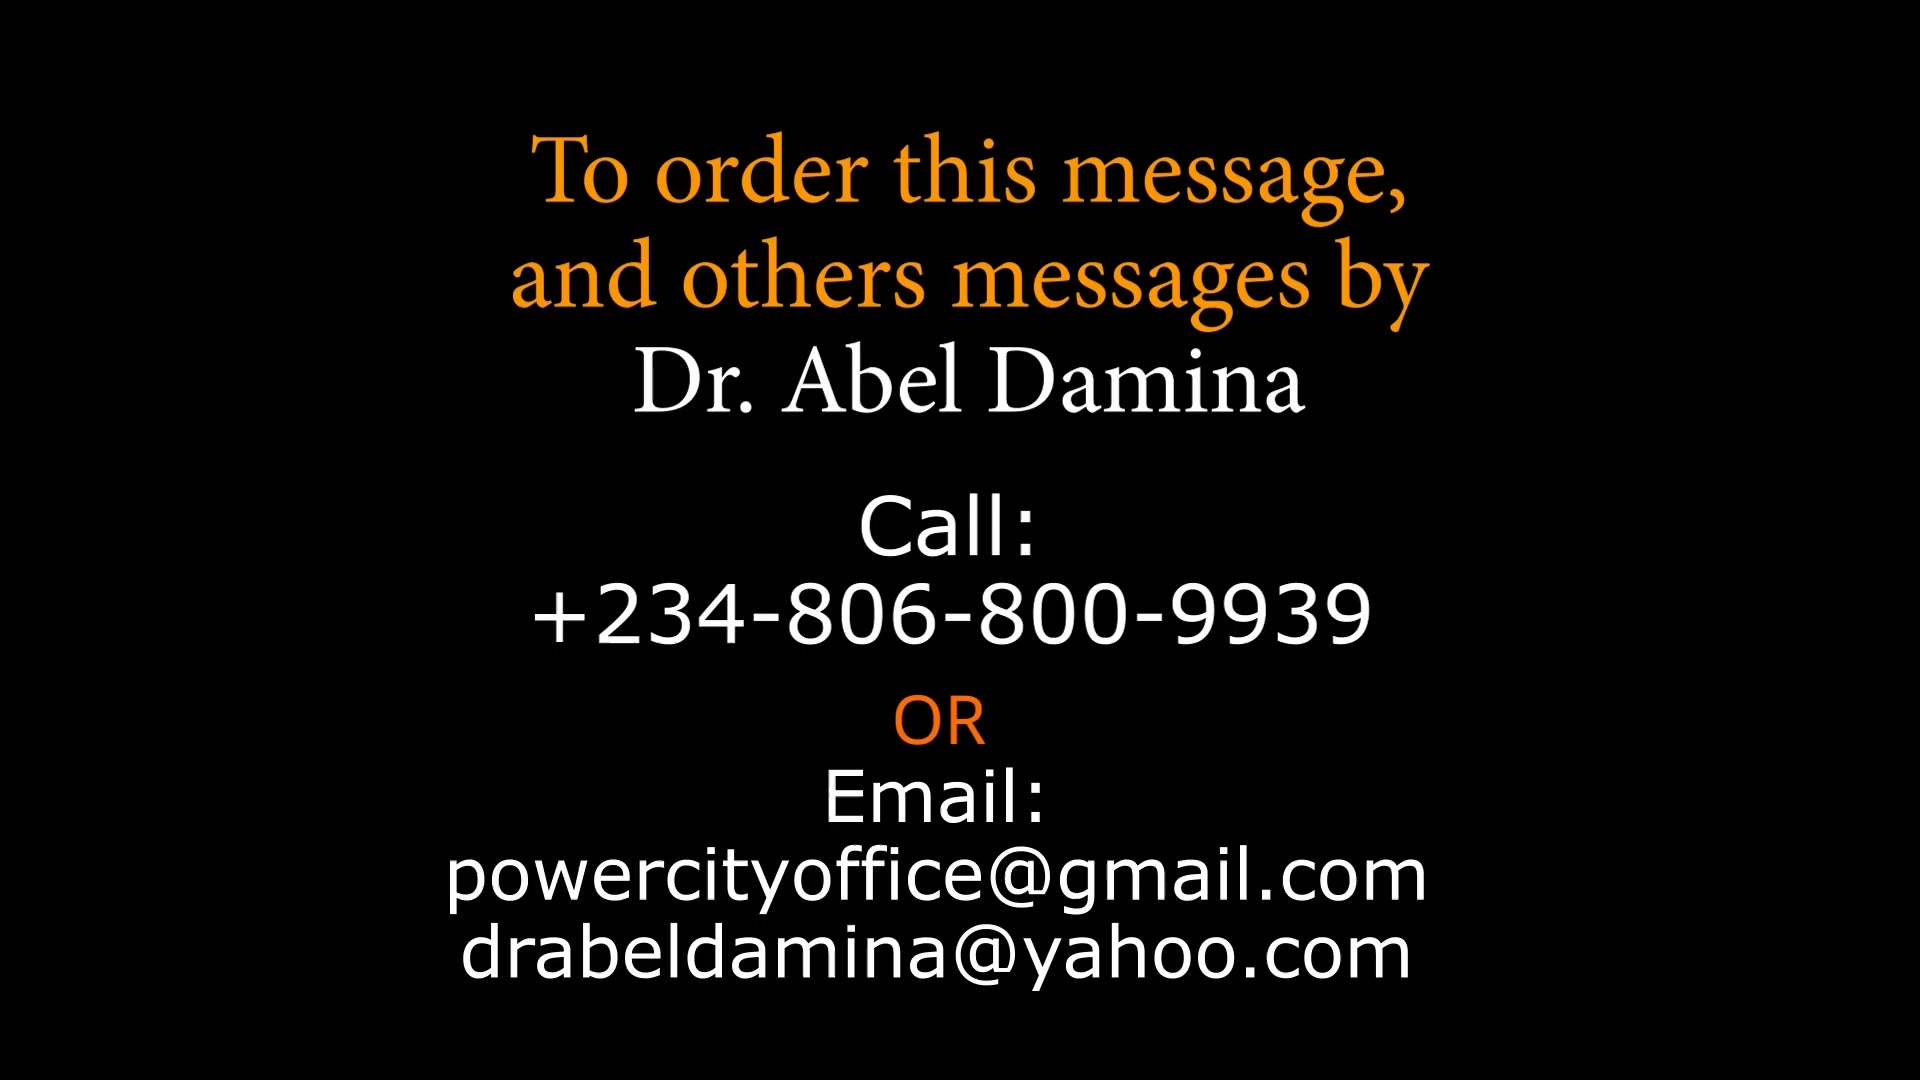 To order this message,
and others messages by
Dr. Abel Damina
Call:
+234-806-800-9939
OR
Email:
powercityoffice@gmail.com
drabeldamina@yahoo.com